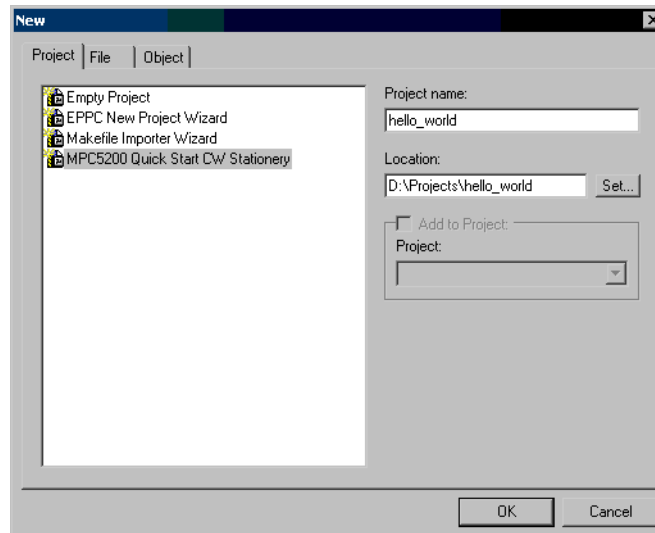 New
Project File Object
Empty Project
EPPC New Project Wizard
Makefile Importer Wizard
MPC5200 Quick Start CW Stationery
Project name:
hello_world
Location:
D:\Projects\hello_world Set...
Add to Project:
Project:
OK Cancel